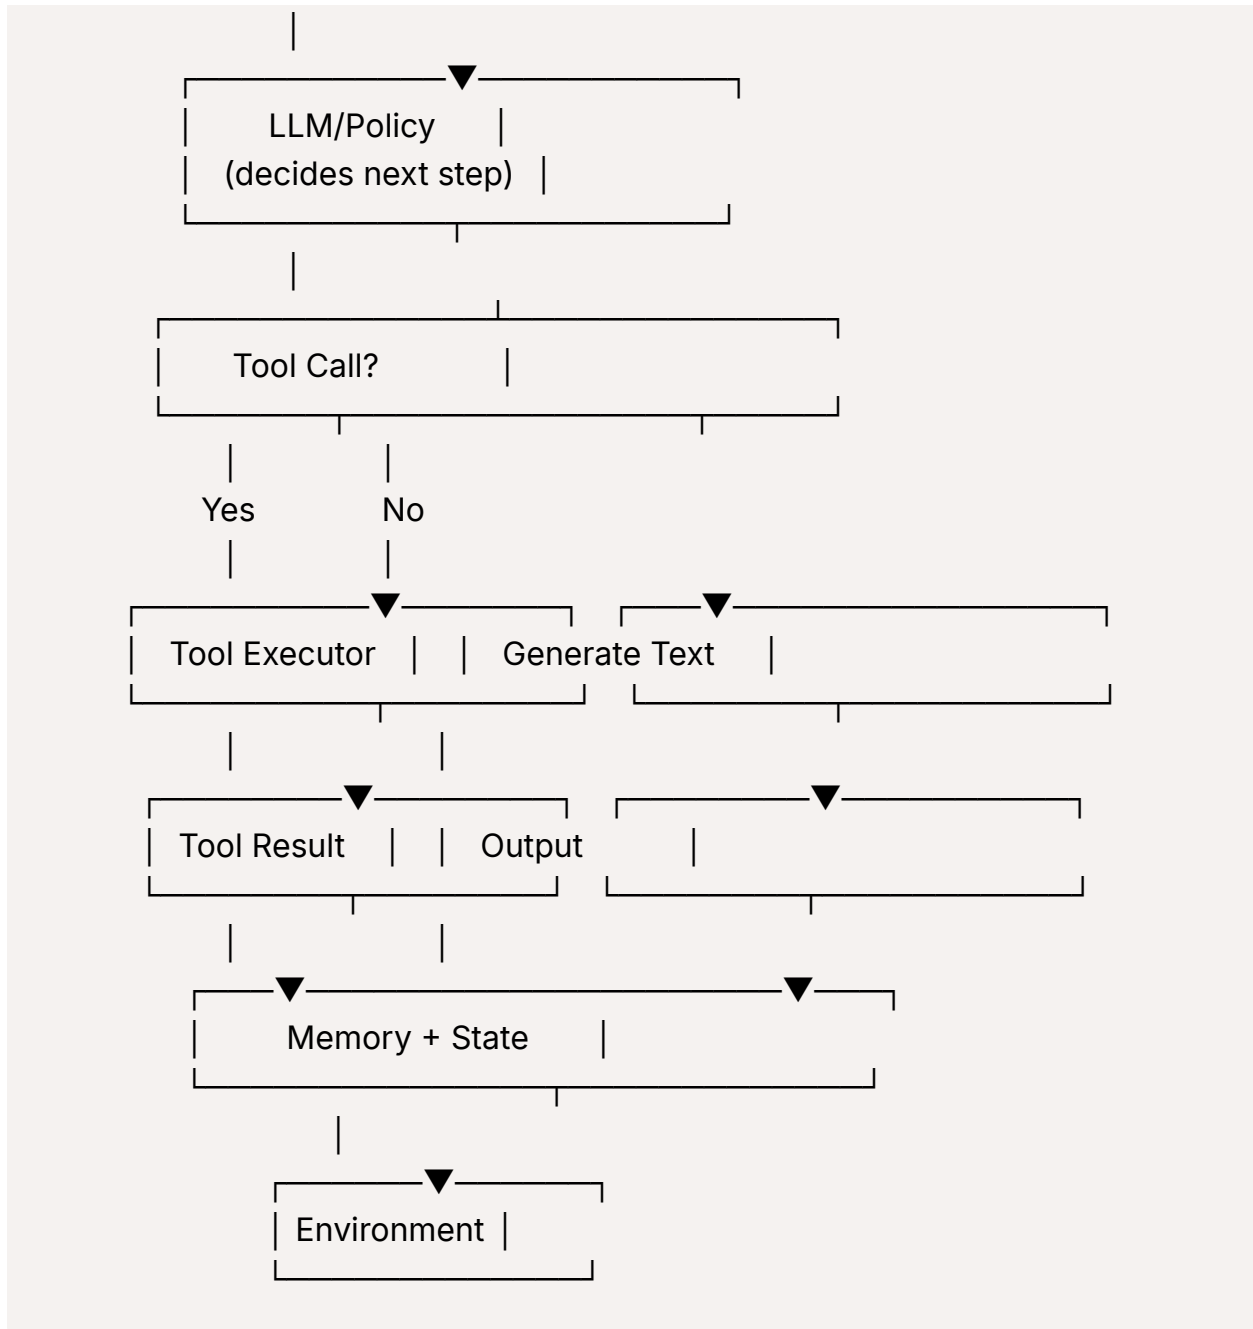 LLM/Policy
(decides next step)
Tool Call?
Yes No
Tool Executor Generate Text
Tool Result Output
Memory + State
Environment